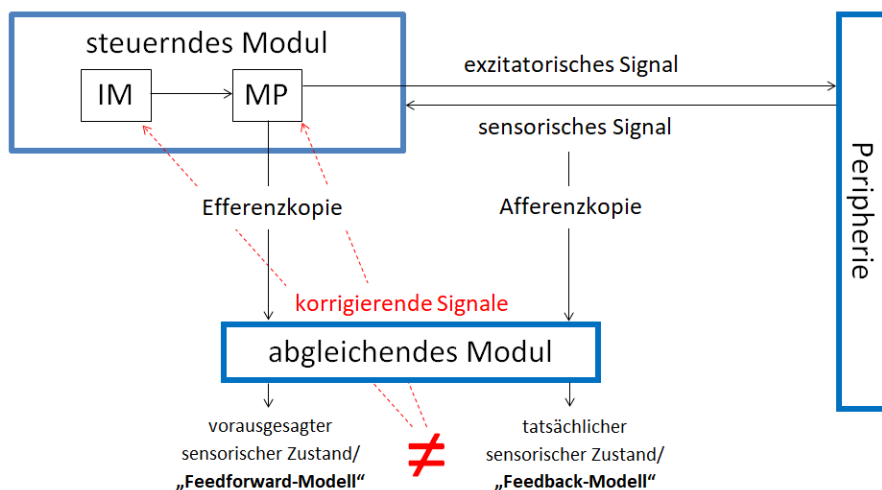 steuerndes Modul
IM
MP
exzitatorisches Signal
sensorisches Signal
Peripherie
Efferenzkopie
Afferenzkopie
korrigierende Signale
abgleichendes Modul
vorausgesagter
sensorischer Zustand/
„Feedforward-Modell“
≠
tatsächlicher
sensorischer Zustand/
„Feedback-Modell“